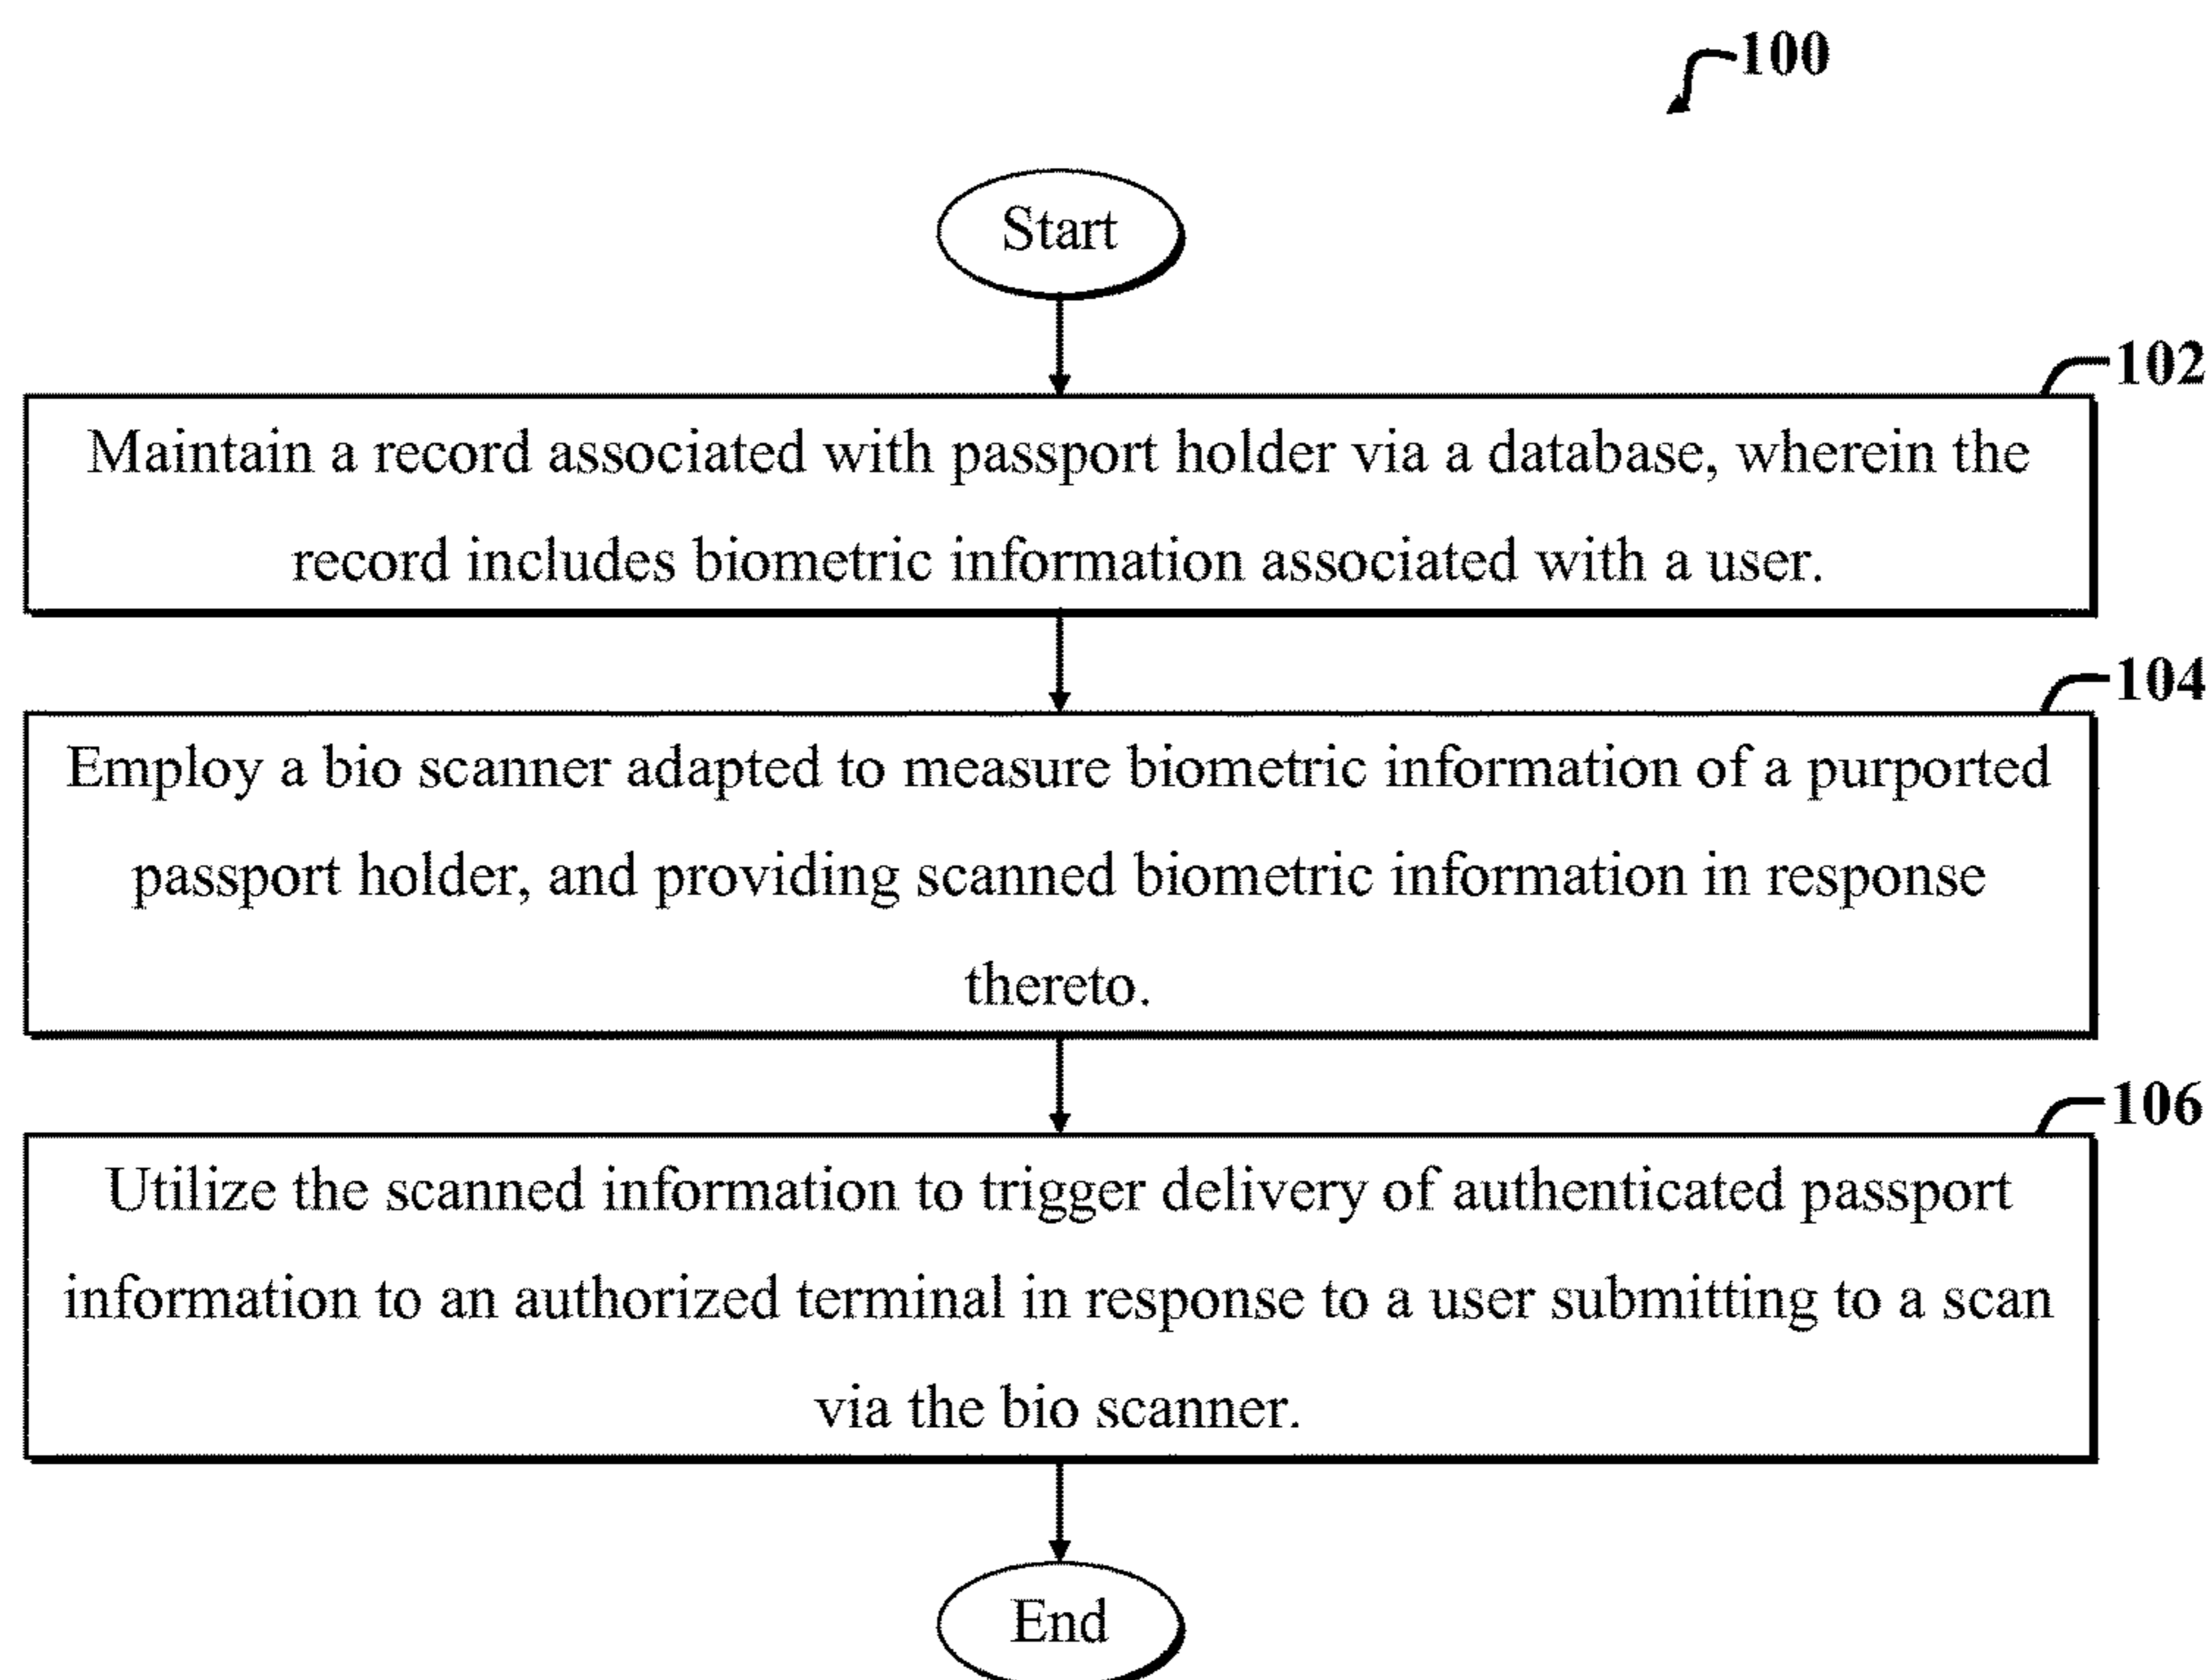 100
Start
102
Maintain a record associated with passport holder via a database, wherein the
record includes biometric information associated with a user.
104
Employ a bio scanner adapted to measure biometric information of a purported
passport holder, and providing scanned biometric information in response
thereto.
106
Utilize the scanned information to trigger delivery of authenticated passport
information to an authorized terminal in response to a user submitting to a scan
via the bio scanner.
End